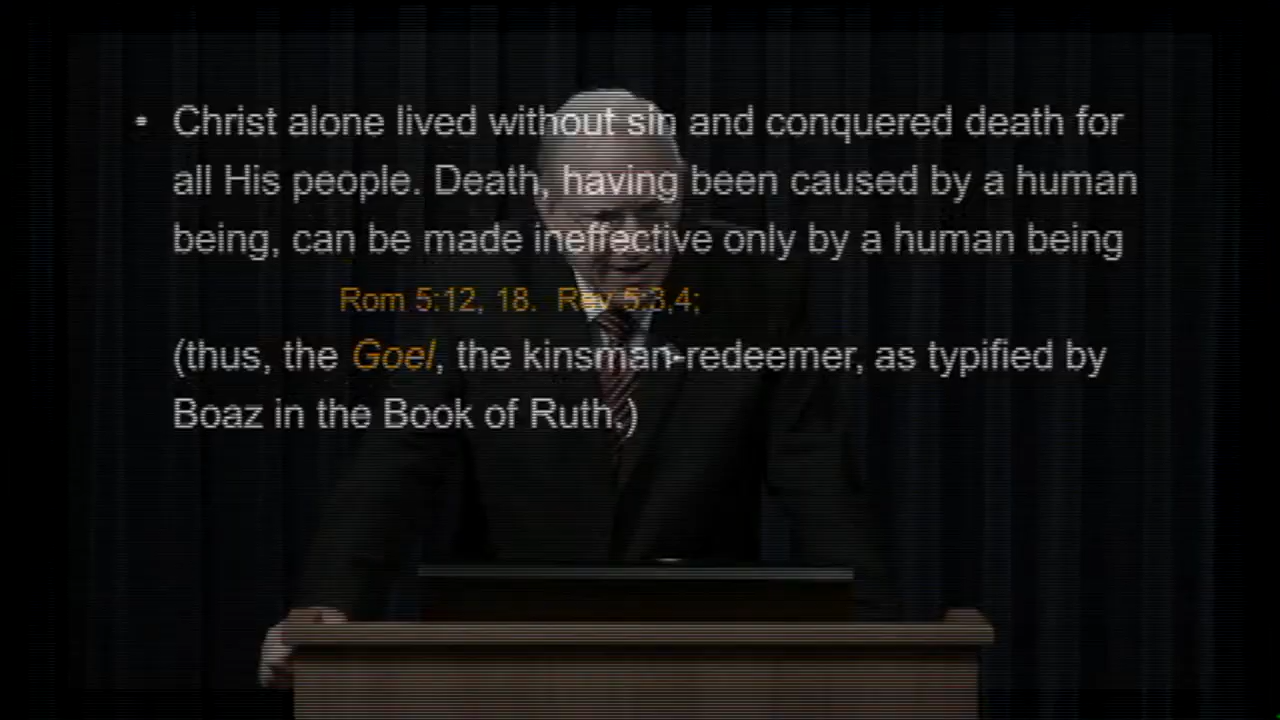 • Christ alone lived without sin and conquered death for
all His people. Death, having been caused by a human
being, can be made ineffective only by a human being
Rom 5:12, 18. Rev 5:3,4;
(thus, the Goel, the kinsman-redeemer, as typified by
Boaz in the Book of Ruth.)